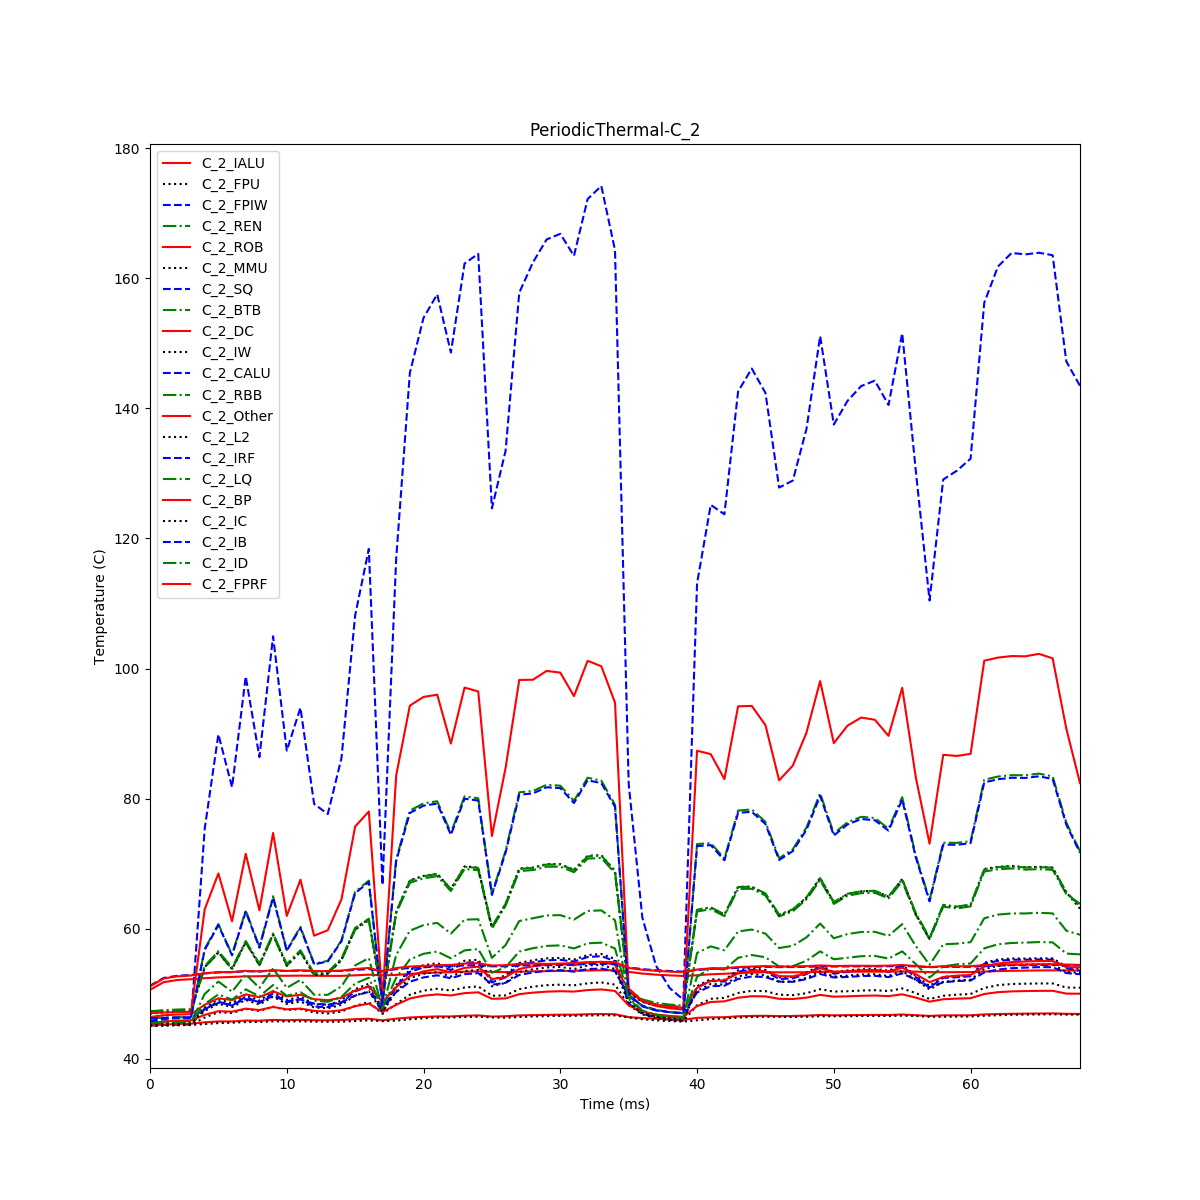 PeriodicThermal-C_2
180
160
140
120
100
80
60
40
Temperature (C)
C_2_IALU
C_2_FPU
C_2_FPIW
C_2_REN
C_2_ROB
C_2_MMU
C_2_SQ
C_2_BTB
C_2_DC
C_2_IW
C_2_CALU
C_2_RBB
C_2_Other
C_2_L2
C_2_IRF
C_2_LQ
C_2_BP
C_2_IC
C_2_IB
C_2_ID
C_2_FPRF
0 10 20 30 40 50 60
Time (ms)